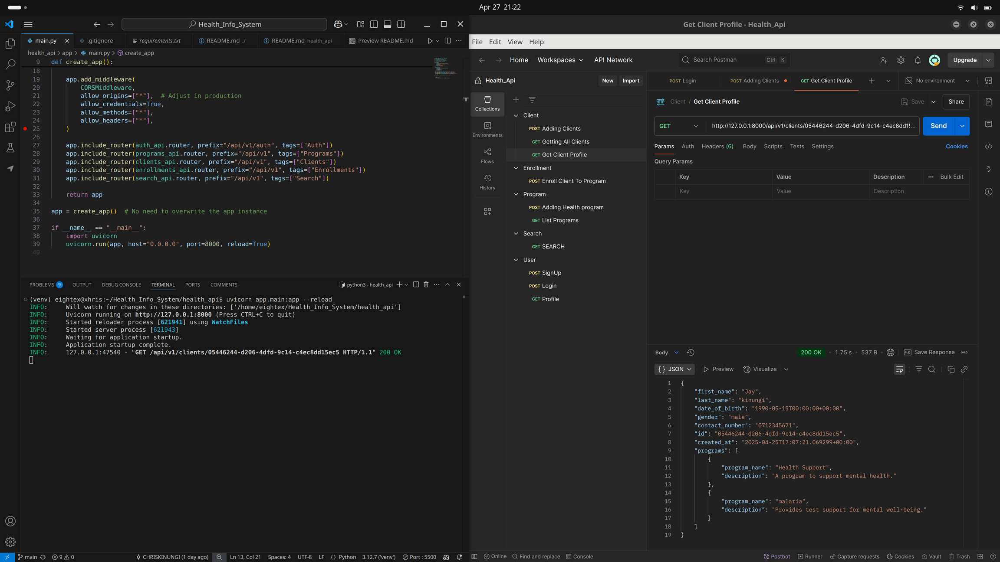 Apr 27 21:22
Health_Info_System
main.py
.gitignore
requirements.txt
README.md ./
README.md health_api
Preview README.md
health_api > app > main.py > create_app
9 def create_app():
18
19 app.add_middleware(
20 CORSMiddleware,
21 allow_origins=["*"], # Adjust in production
22 allow_credentials=True,
23 allow_methods=["*"],
24 allow_headers=["*"],
25 )
26
27 app.include_router(auth_api.router, prefix="/api/v1/auth", tags=["Auth"])
28 app.include_router(programs_api.router, prefix="/api/v1", tags=["Programs"])
29 app.include_router(clients_api.router, prefix="/api/v1", tags=["Clients"])
30 app.include_router(enrollments_api.router, prefix="/api/v1", tags=["Enrollments"])
31 app.include_router(search_api.router, prefix="/api/v1", tags=["Search"])
32
33 return app
34
35 app = create_app() # No need to overwrite the app instance
36
37 if __name__ == "__main__":
38 import uvicorn
39 uvicorn.run(app, host="0.0.0.0", port=8000, reload=True)
40
PROBLEMS 9 OUTPUT DEBUG CONSOLE TERMINAL PORTS COMMENTS
python3 - health_api
(venv) eightex@xhris:~/Health_Info_System/health_api$ uvicorn app.main:app --reload
INFO: Will watch for changes in these directories: ['/home/eightex/Health_Info_System/health_api']
INFO: Uvicorn running on http://127.0.0.1:8000 (Press CTRL+C to quit)
INFO: Started reloader process [621941] using WatchFiles
INFO: Started server process [621943]
INFO: Waiting for application startup.
INFO: Application startup complete.
INFO: 127.0.0.1:47540 - "GET /api/v1/clients/05446244-d206-4dfd-9c14-c4ec8dd15ec5 HTTP/1.1" 200 OK
main 9 0 CHRISKINUNGI (1 day ago) Ln 13, Col 21 Spaces: 4 UTF-8 LF {} Python 3.12.7 ('venv') Port : 5500
Get Client Profile - Health_Api
File Edit View Help
Home Workspaces API Network
Search Postman Ctrl K
Upgrade
Health_Api
New Import
POST Login
POST Adding Clients
GET Get Client Profile
No environment
Collections
Environments
Flows
History
Client
POST Adding Clients
GET Getting All Clients
GET Get Client Profile
Enrollment
POST Enroll Client To Program
Program
POST Adding Health program
GET List Programs
Search
GET SEARCH
User
POST SignUp
POST Login
GET Profile
HTTP Client / Get Client Profile
Save Share
GET http://127.0.0.1:8000/api/v1/clients/05446244-d206-4dfd-9c14-c4ec8dd1!...
Send
Params Auth Headers (6) Body Scripts Tests Settings Cookies
Query Params
Key Value Description Bulk Edit
Key Value Description
Body 200 OK 1.75 s 537 B e.g. Save Response
{} JSON Preview Visualize
1 {
2 "first_name": "Jay",
3 "last_name": "kinungi",
4 "date_of_birth": "1990-05-15T00:00:00+00:00",
5 "gender": "male",
6 "contact_number": "0712345671",
7 "id": "05446244-d206-4dfd-9c14-c4ec8dd15ec5",
8 "created_at": "2025-04-25T17:07:21.069299+00:00",
9 "programs": [
10 {
11 "program_name": "Health Support",
12 "description": "A program to support mental health."
13 },
14 {
15 "program_name": "malaria",
16 "description": "Provides test support for mental well-being."
17 }
18 ]
19 }
Online Find and replace Console
Postbot Runner Capture requests Cookies Vault Trash